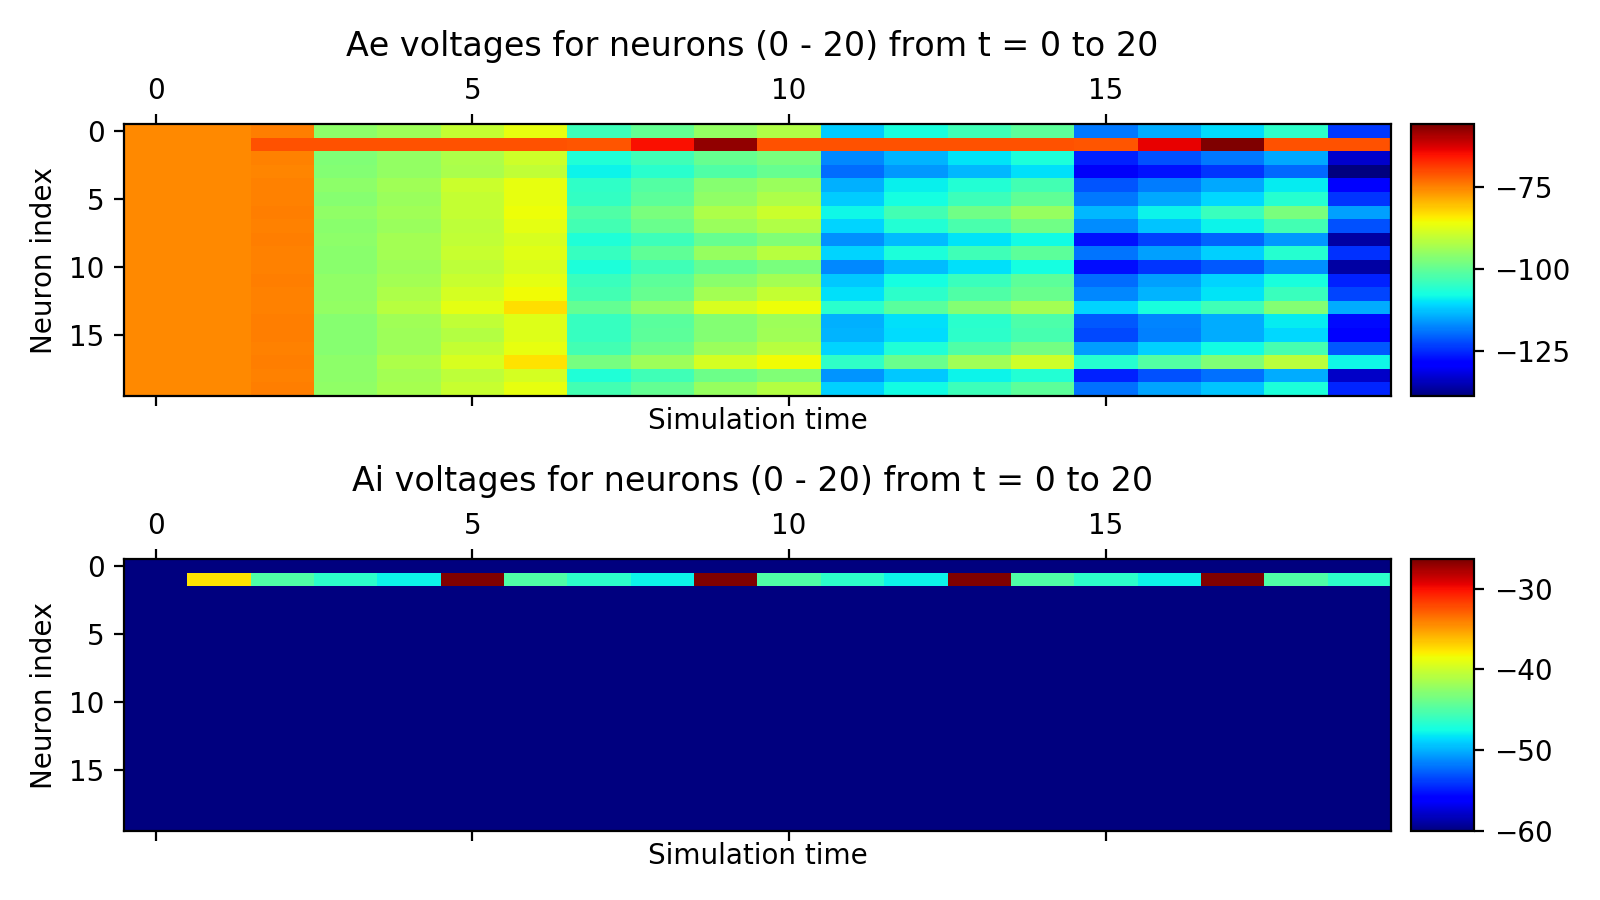 Ae voltages for neurons (0 - 20) from t = 0 to 20
0 5 10 15
Neuron index
0
5
10
15
Simulation time
−75
−100
−125
Ai voltages for neurons (0 - 20) from t = 0 to 20
0 5 10 15
Neuron index
0
5
10
15
Simulation time
−30
−40
−50
−60